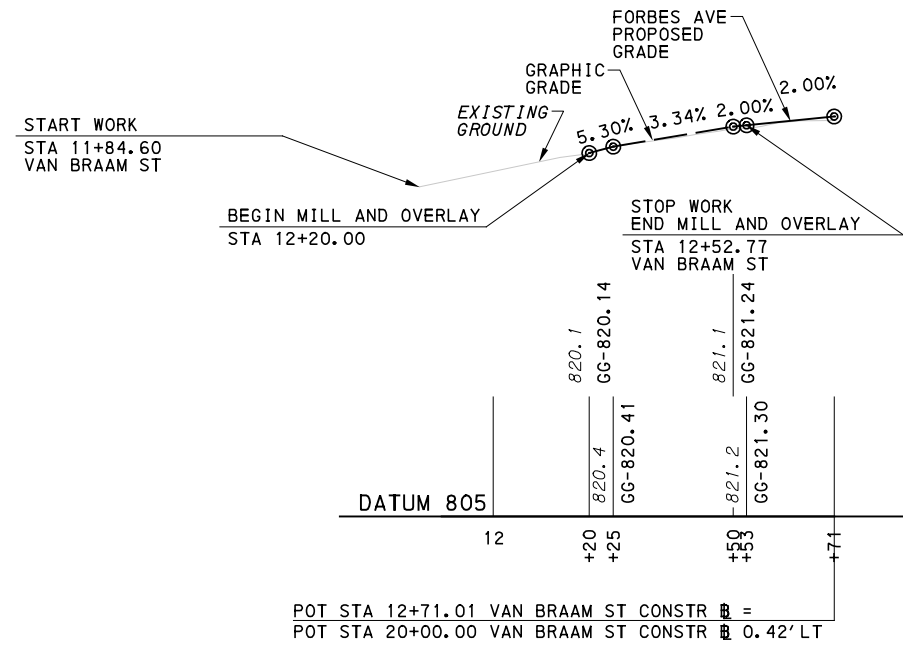 FORBES AVE
PROPOSED
GRADE
GRAPHIC
GRADE
EXISTING
GROUND
5.30%
3.34%
2.00%
2.00%
START WORK
STA 11+84.60
VAN BRAAM ST
BEGIN MILL AND OVERLAY
STA 12+20.00
STOP WORK
END MILL AND OVERLAY
STA 12+52.77
VAN BRAAM ST
820.1
GG-820.14
821.1
GG-821.24
820.4
GG-820.41
821.2
GG-821.30
DATUM 805
12
+20
+25
+50
+53
+71
POT STA 12+71.01 VAN BRAAM ST CONSTR B =
POT STA 20+00.00 VAN BRAAM ST CONSTR B 0.42' LT